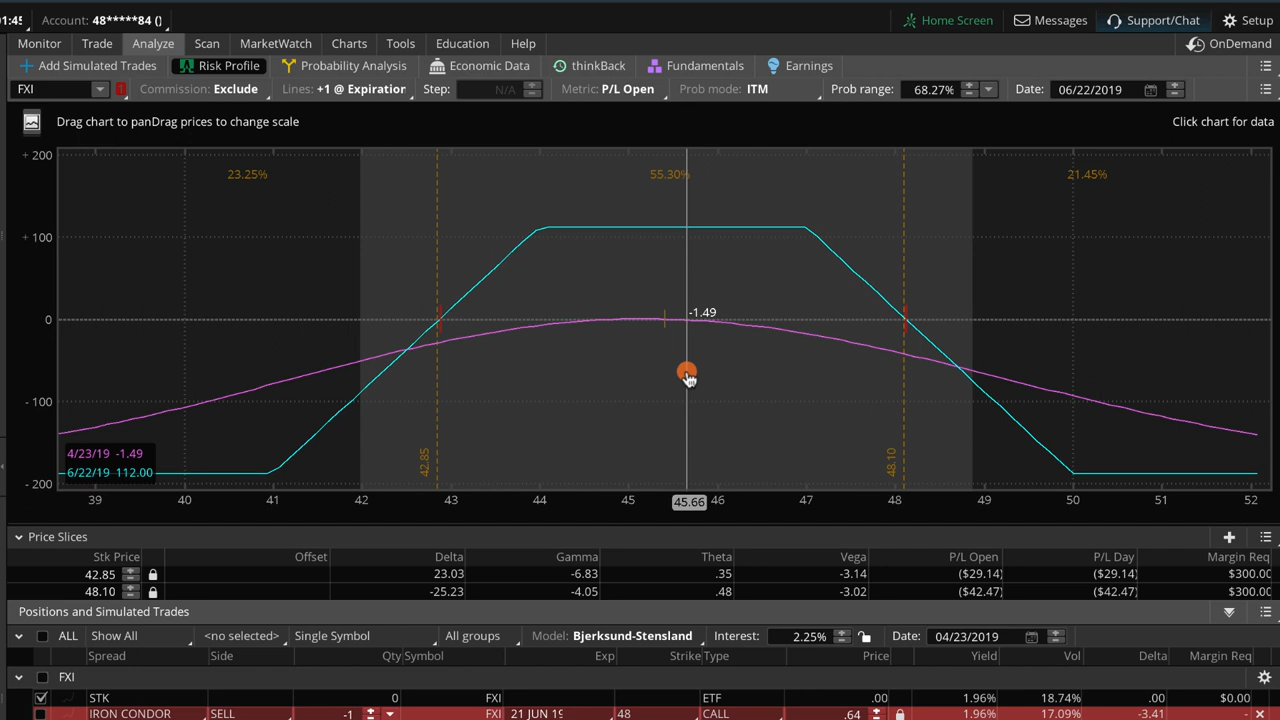 1:45 Account: 48*****84 () Home Screen Messages Support/Chat Setup
Monitor Trade Analyze Scan MarketWatch Charts Tools Education Help OnDemand
Add Simulated Trades Risk Profile Probability Analysis Economic Data thinkBack Fundamentals Earnings
FXI Commission: Exclude Lines: +1 @ Expiration Step: N/A Metric: P/L Open Prob mode: ITM Prob range: 68.27% Date: 06/22/2019
Drag chart to panDrag prices to change scale Click chart for data
+ 200
23.25% 55.30% 21.45%
+ 100
0 -1.49
- 100
42.85 48.10
4/23/19 -1.49
6/22/19 112.00
- 200
39 40 41 42 43 44 45 45.66 46 47 48 49 50 51 52
Price Slices
Stk Price Offset Delta Gamma Theta Vega P/L Open P/L Day Margin Req
42.85 23.03 -6.83 .35 -3.14 ($29.14) ($29.14) $300.00
48.10 -25.23 -4.05 .48 -3.02 ($42.47) ($42.47) $300.00
Positions and Simulated Trades
ALL Show All <no selected> Single Symbol All groups Model: Bjerksund-Stensland Interest: 2.25% Date: 04/23/2019
Spread Side Qty Symbol Exp Strike Type Price Yield Vol Delta Margin Req
FXI
STK 0 FXI ETF .00 1.96% 18.74% .00 $0.00
IRON CONDOR SELL -1 FXI 21 JUN 19 48 CALL .64 1.96% 17.09% -3.41 -